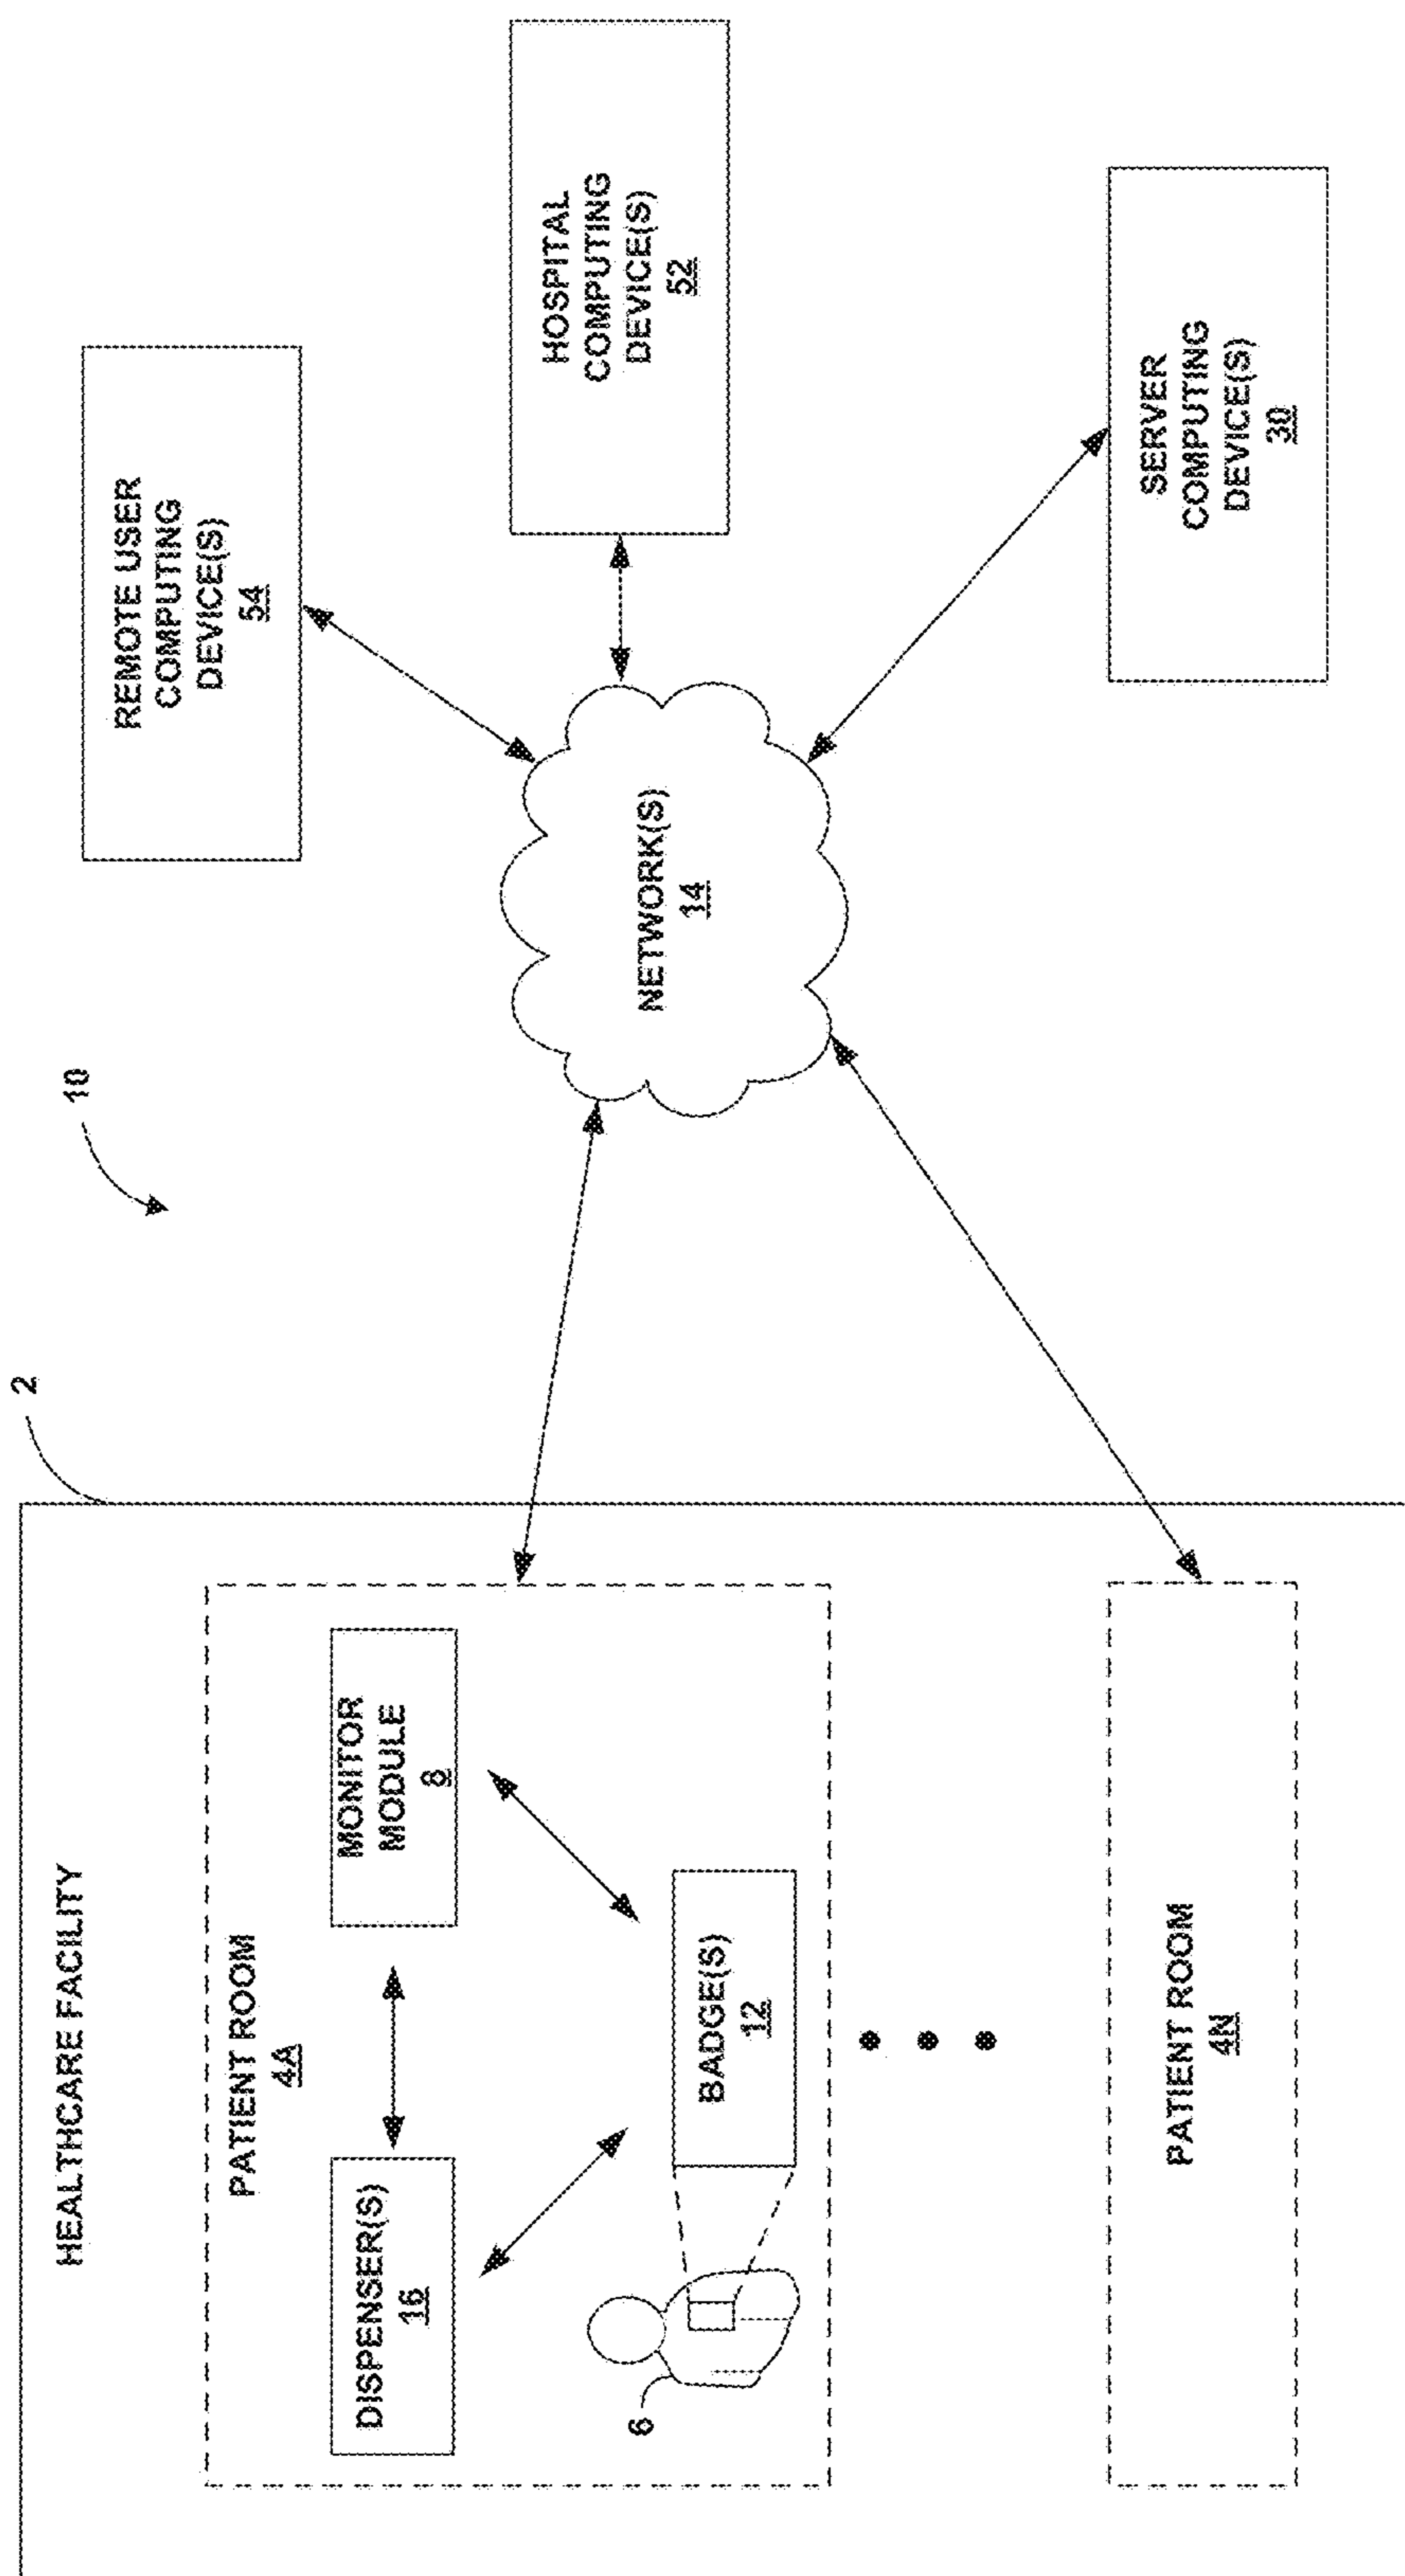 HEALTHCARE FACILITY
2
10
PATIENT ROOM
4A
DISPENSER(S)
16
MONITOR
MODULE
8
6
BADGE(S)
12
PATIENT ROOM
4N
NETWORK(S)
14
REMOTE USER
COMPUTING
DEVICE(S)
54
HOSPITAL
COMPUTING
DEVICE(S)
52
SERVER
COMPUTING
DEVICE(S)
30